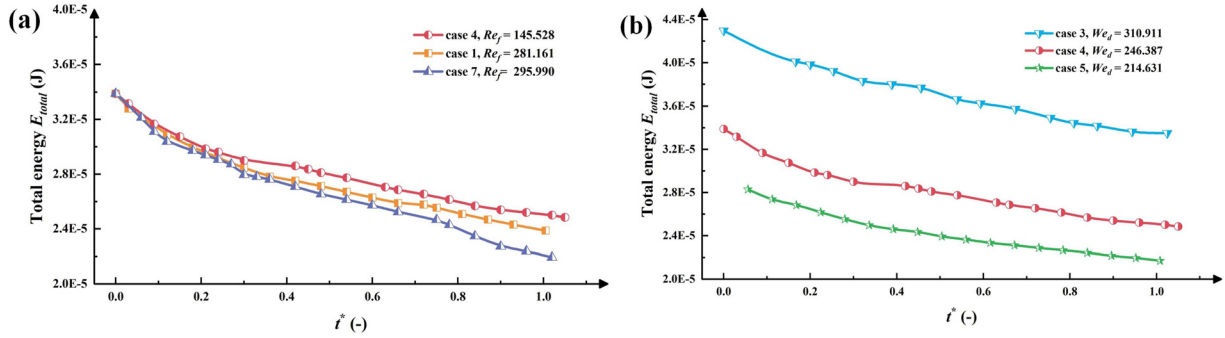 (a)
case 4, Re_f = 145.528
case 1, Re_f = 281.161
case 7, Re_f = 295.990
Total energy E_total (J)
4.0E-5
3.6E-5
3.2E-5
2.8E-5
2.4E-5
2.0E-5
0.0 0.2 0.4 0.6 0.8 1.0
t* (-)
(b)
case 3, We_d = 310.911
case 4, We_d = 246.387
case 5, We_d = 214.631
Total energy E_total (J)
4.4E-5
4.0E-5
3.6E-5
3.2E-5
2.8E-5
2.4E-5
2.0E-5
0.0 0.2 0.4 0.6 0.8 1.0
t* (-)